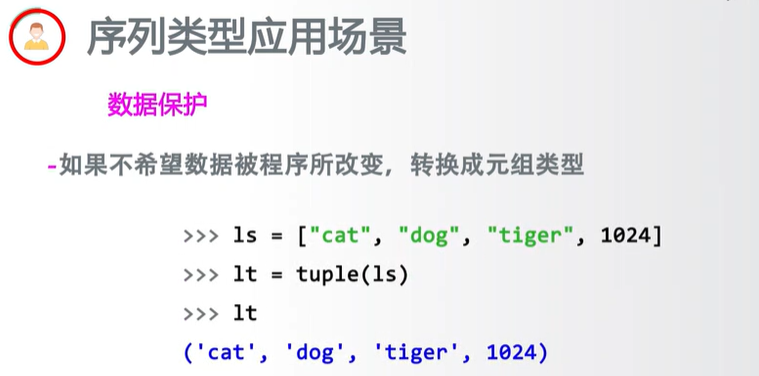 序列类型应用场景
数据保护
-如果不希望数据被程序所改变，转换成元组类型
>>> ls = ["cat", "dog", "tiger", 1024]
>>> lt = tuple(ls)
>>> lt
('cat', 'dog', 'tiger', 1024)